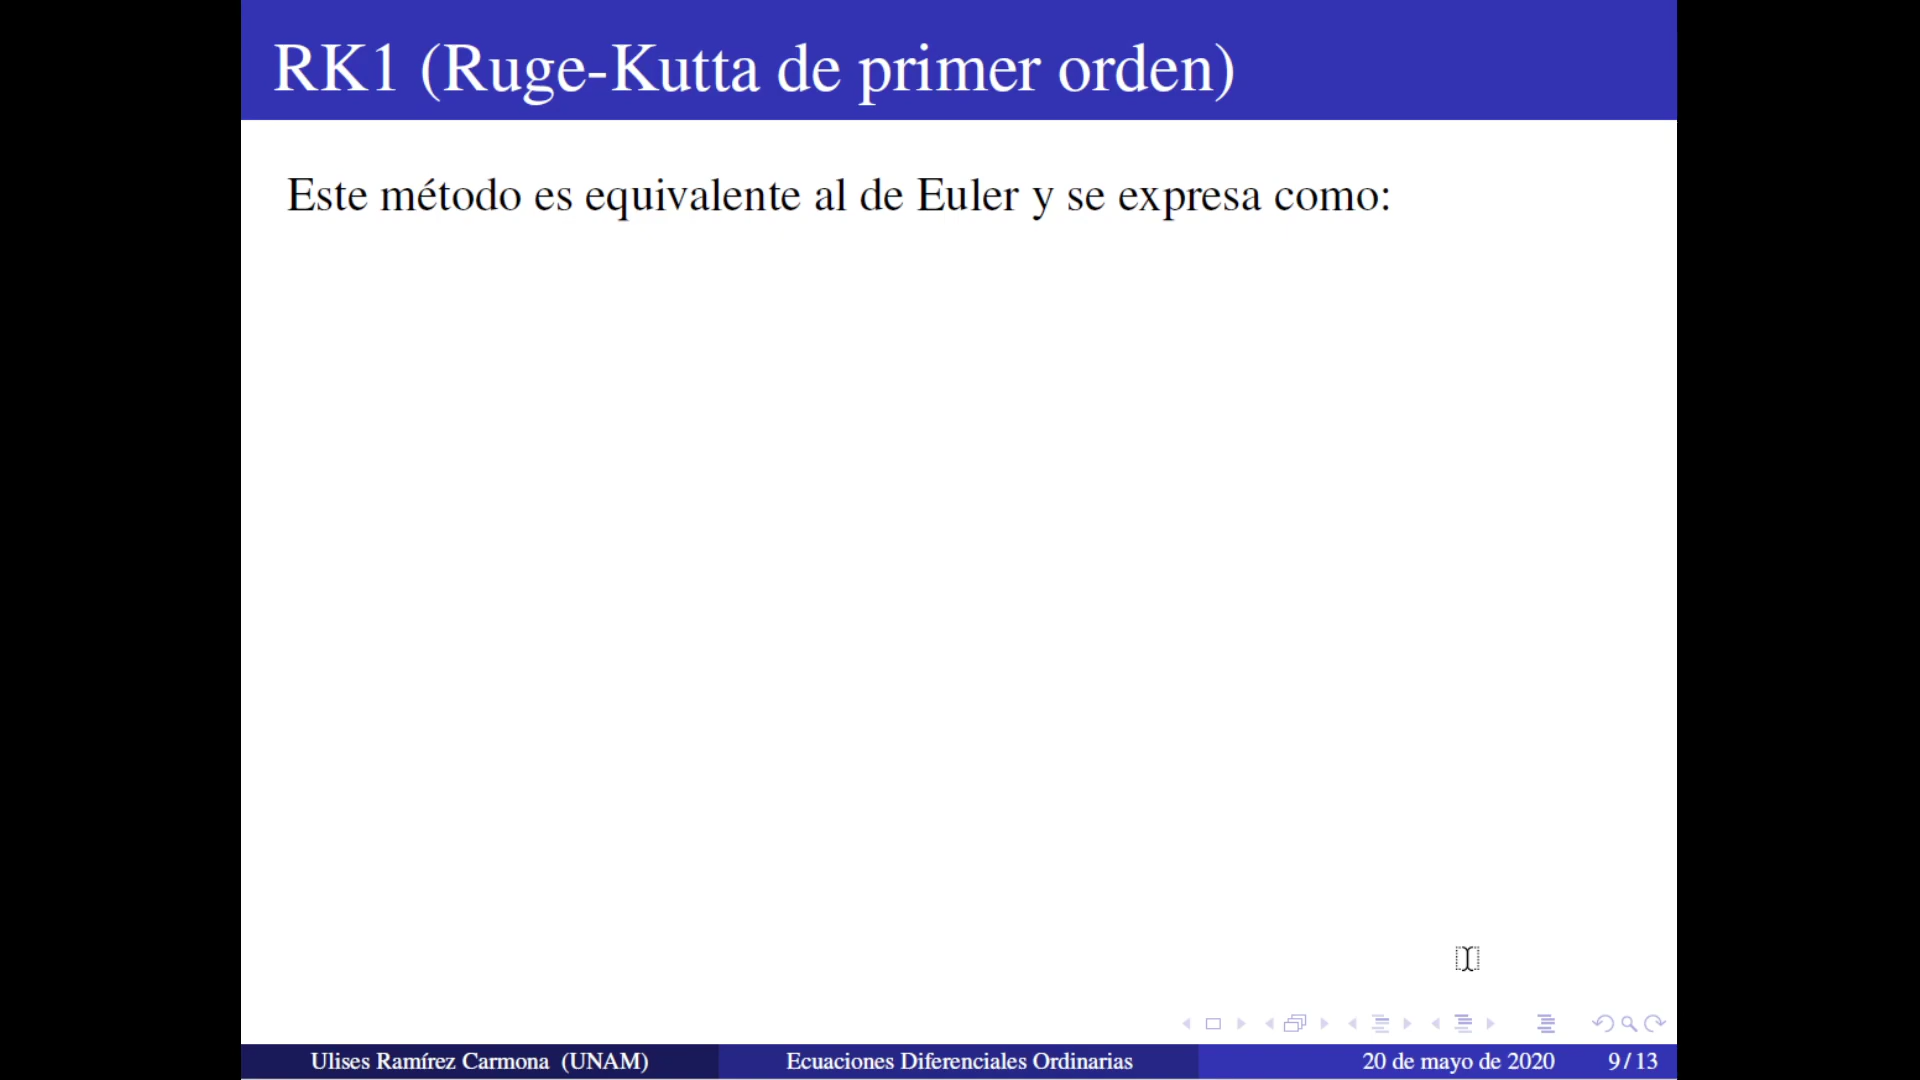 RK1 (Ruge-Kutta de primer orden)
Este método es equivalente al de Euler y se expresa como:
Ulises Ramírez Carmona (UNAM) Ecuaciones Diferenciales Ordinarias 20 de mayo de 2020 9/13